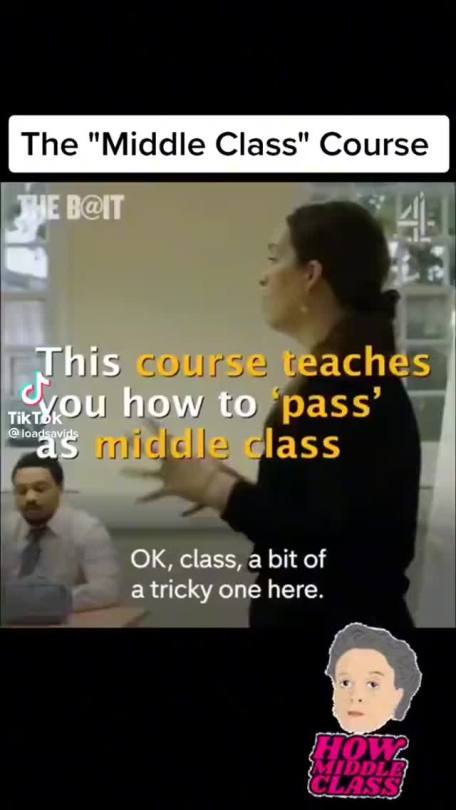 The "Middle Class" Course
THE B@IT
4
This course teaches
you how to 'pass'
as middle class
TikTok
@loadsavids
OK, class, a bit of
a tricky one here.
HOW
MIDDLE
CLASS